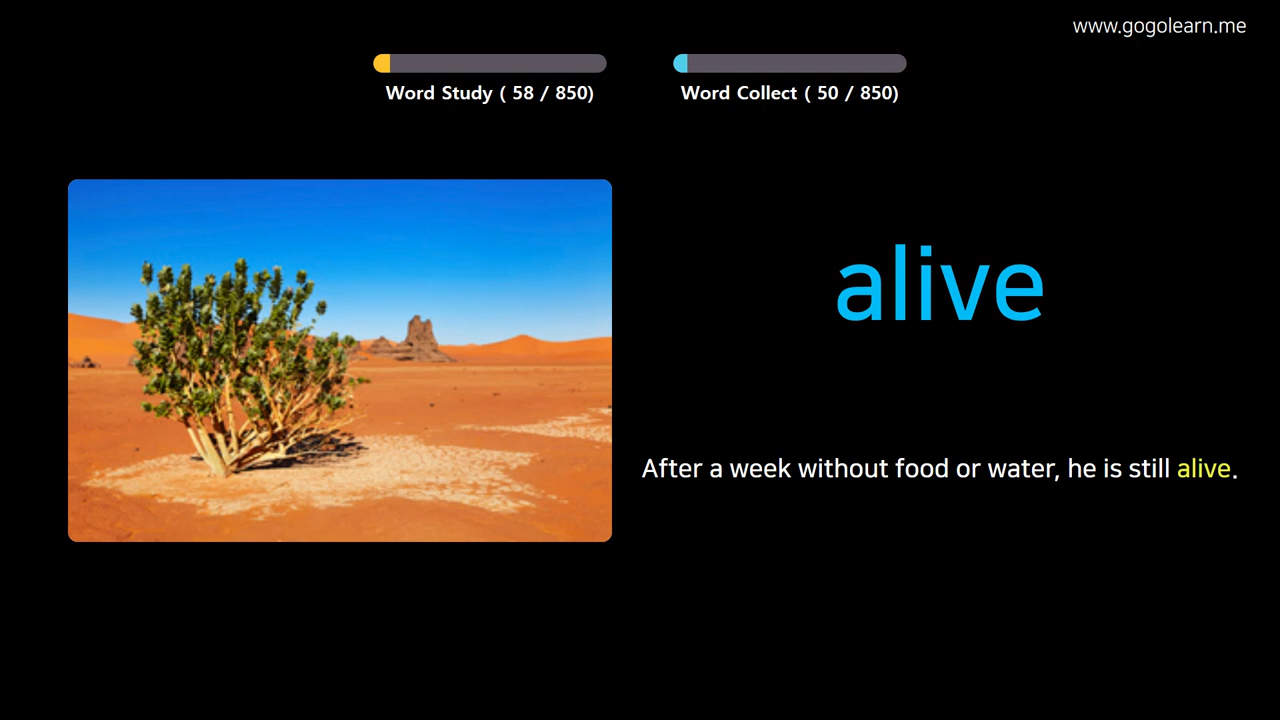 www.gogolearn.me
Word Study ( 58 / 850)
Word Collect ( 50 / 850)
alive
After a week without food or water, he is still alive.